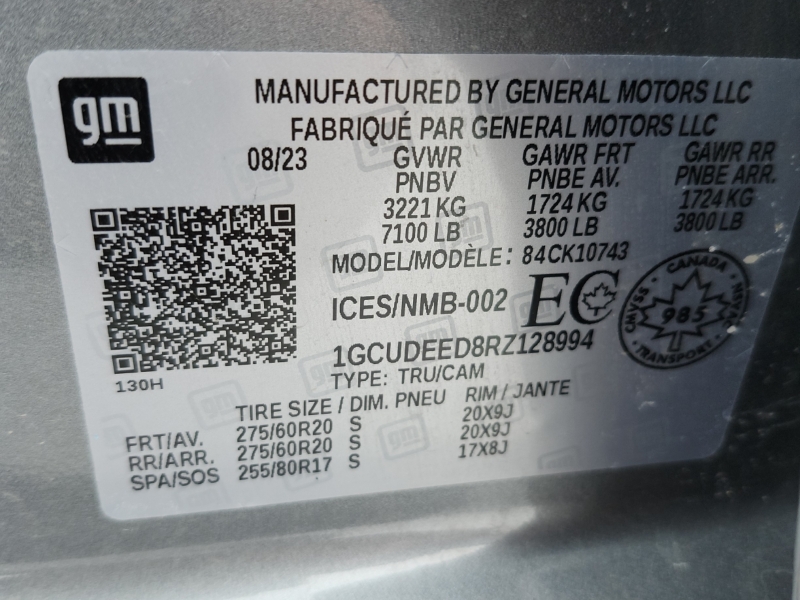 gm
MANUFACTURED BY GENERAL MOTORS LLC
FABRIQUÉ PAR GENERAL MOTORS LLC
08/23 GVWR GAWR FRT GAWR RR
PNBV PNBE AV. PNBE ARR.
3221 KG 1724 KG 1724 KG
7100 LB 3800 LB 3800 LB
MODEL/MODÈLE: 84CK10743
ICES/NMB-002 EC
CANADA
CMVSS NSVAC
985
TRANSPORT
1GCUDEED8RZ128994
130H
TYPE: TRU/CAM
TIRE SIZE / DIM. PNEU RIM / JANTE
FRT/AV. 275/60R20 S 20X9J
RR/ARR. 275/60R20 S 20X9J
SPA/SOS 255/80R17 S 17X8J